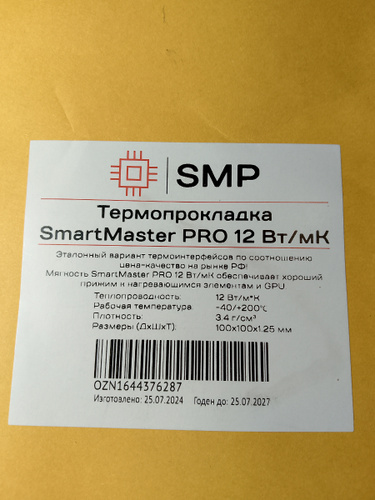 SMP
Термопрокладка
SmartMaster PRO 12 Вт/мК
Эталонный вариант термоинтерфейсов по соотношению
цена-качество на рынке РФ!
Мягкость SmartMaster PRO 12 Вт/мК обеспечивает хороший
прижим к нагревающимся элементам и GPU
Теплопроводность: 12 Вт/м*К
Рабочая температура: -40/+200°C
Плотность: 3.4 г/см³
Размеры (ДхШхТ): 100x100x1.25 мм
OZN1644376287
Изготовлено: 25.07.2024 Годен до: 25.07.2027